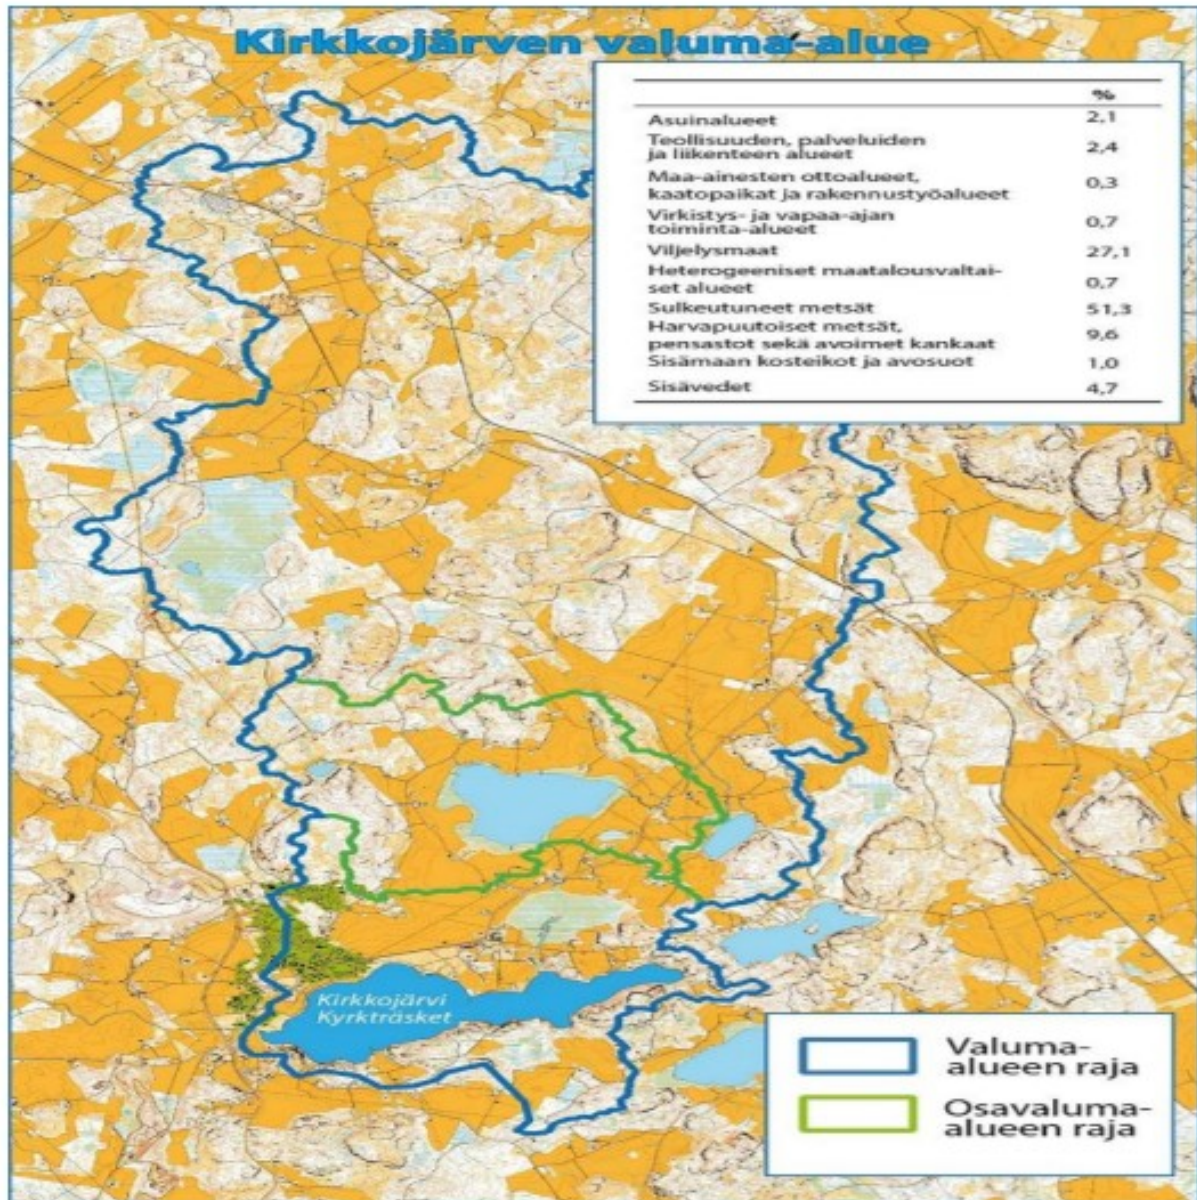 Kirkkojärven valuma-alue
%
Asuinalueet 2,1
Teollisuuden, palveluiden
ja liikenteen alueet 2,4
Maa-ainesten ottoalueet,
kaatopaikat ja rakennustyöalueet 0,3
Virkistys- ja vapaa-ajan
toiminta-alueet 0,7
Viljelysmaat 27,1
Heterogeeniset maatalousvaltai-
set alueet 0,7
Sulkeutuneet metsät 51,3
Harvapuutoiset metsät,
pensastot sekä avoimet kankaat 9,6
Sisämaan kosteikot ja avosuot 1,0
Sisävedet 4,7
Kirkkojärvi
Kyrkträsket
Valuma-
alueen raja
Osavaluma-
alueen raja